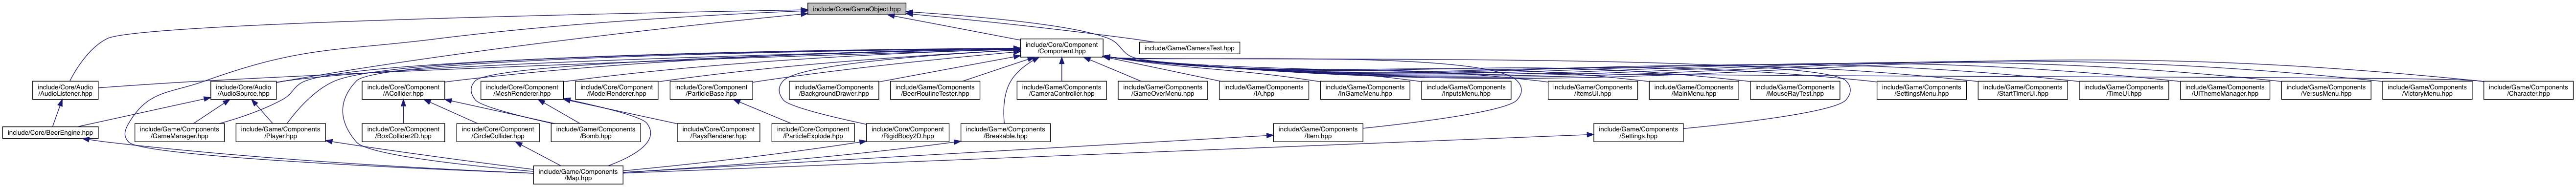 include/Core/GameObject.hpp
include/Core/Component
/Component.hpp
include/Game/CameraTest.hpp
include/Core/Audio
/AudioListener.hpp
include/Core/Audio
/AudioSource.hpp
include/Core/Component
/ACollider.hpp
include/Core/Component
/MeshRenderer.hpp
include/Core/Component
/ModelRenderer.hpp
include/Core/Component
/ParticleBase.hpp
include/Game/Components
/BackgroundDrawer.hpp
include/Game/Components
/BeerRoutineTester.hpp
include/Game/Components
/CameraController.hpp
include/Game/Components
/GameOverMenu.hpp
include/Game/Components
/IA.hpp
include/Game/Components
/InGameMenu.hpp
include/Game/Components
/InputsMenu.hpp
include/Game/Components
/ItemsUI.hpp
include/Game/Components
/MainMenu.hpp
include/Game/Components
/MouseRayTest.hpp
include/Game/Components
/SettingsMenu.hpp
include/Game/Components
/StartTimerUI.hpp
include/Game/Components
/TimeUI.hpp
include/Game/Components
/UIThemeManager.hpp
include/Game/Components
/VersusMenu.hpp
include/Game/Components
/VictoryMenu.hpp
include/Game/Components
/Character.hpp
include/Core/BeerEngine.hpp
include/Game/Components
/GameManager.hpp
include/Game/Components
/Player.hpp
include/Core/Component
/BoxCollider2D.hpp
include/Core/Component
/CircleCollider.hpp
include/Game/Components
/Bomb.hpp
include/Core/Component
/RaysRenderer.hpp
include/Core/Component
/ParticleExplode.hpp
include/Core/Component
/RigidBody2D.hpp
include/Game/Components
/Breakable.hpp
include/Game/Components
/Item.hpp
include/Game/Components
/Settings.hpp
include/Game/Components
/Map.hpp